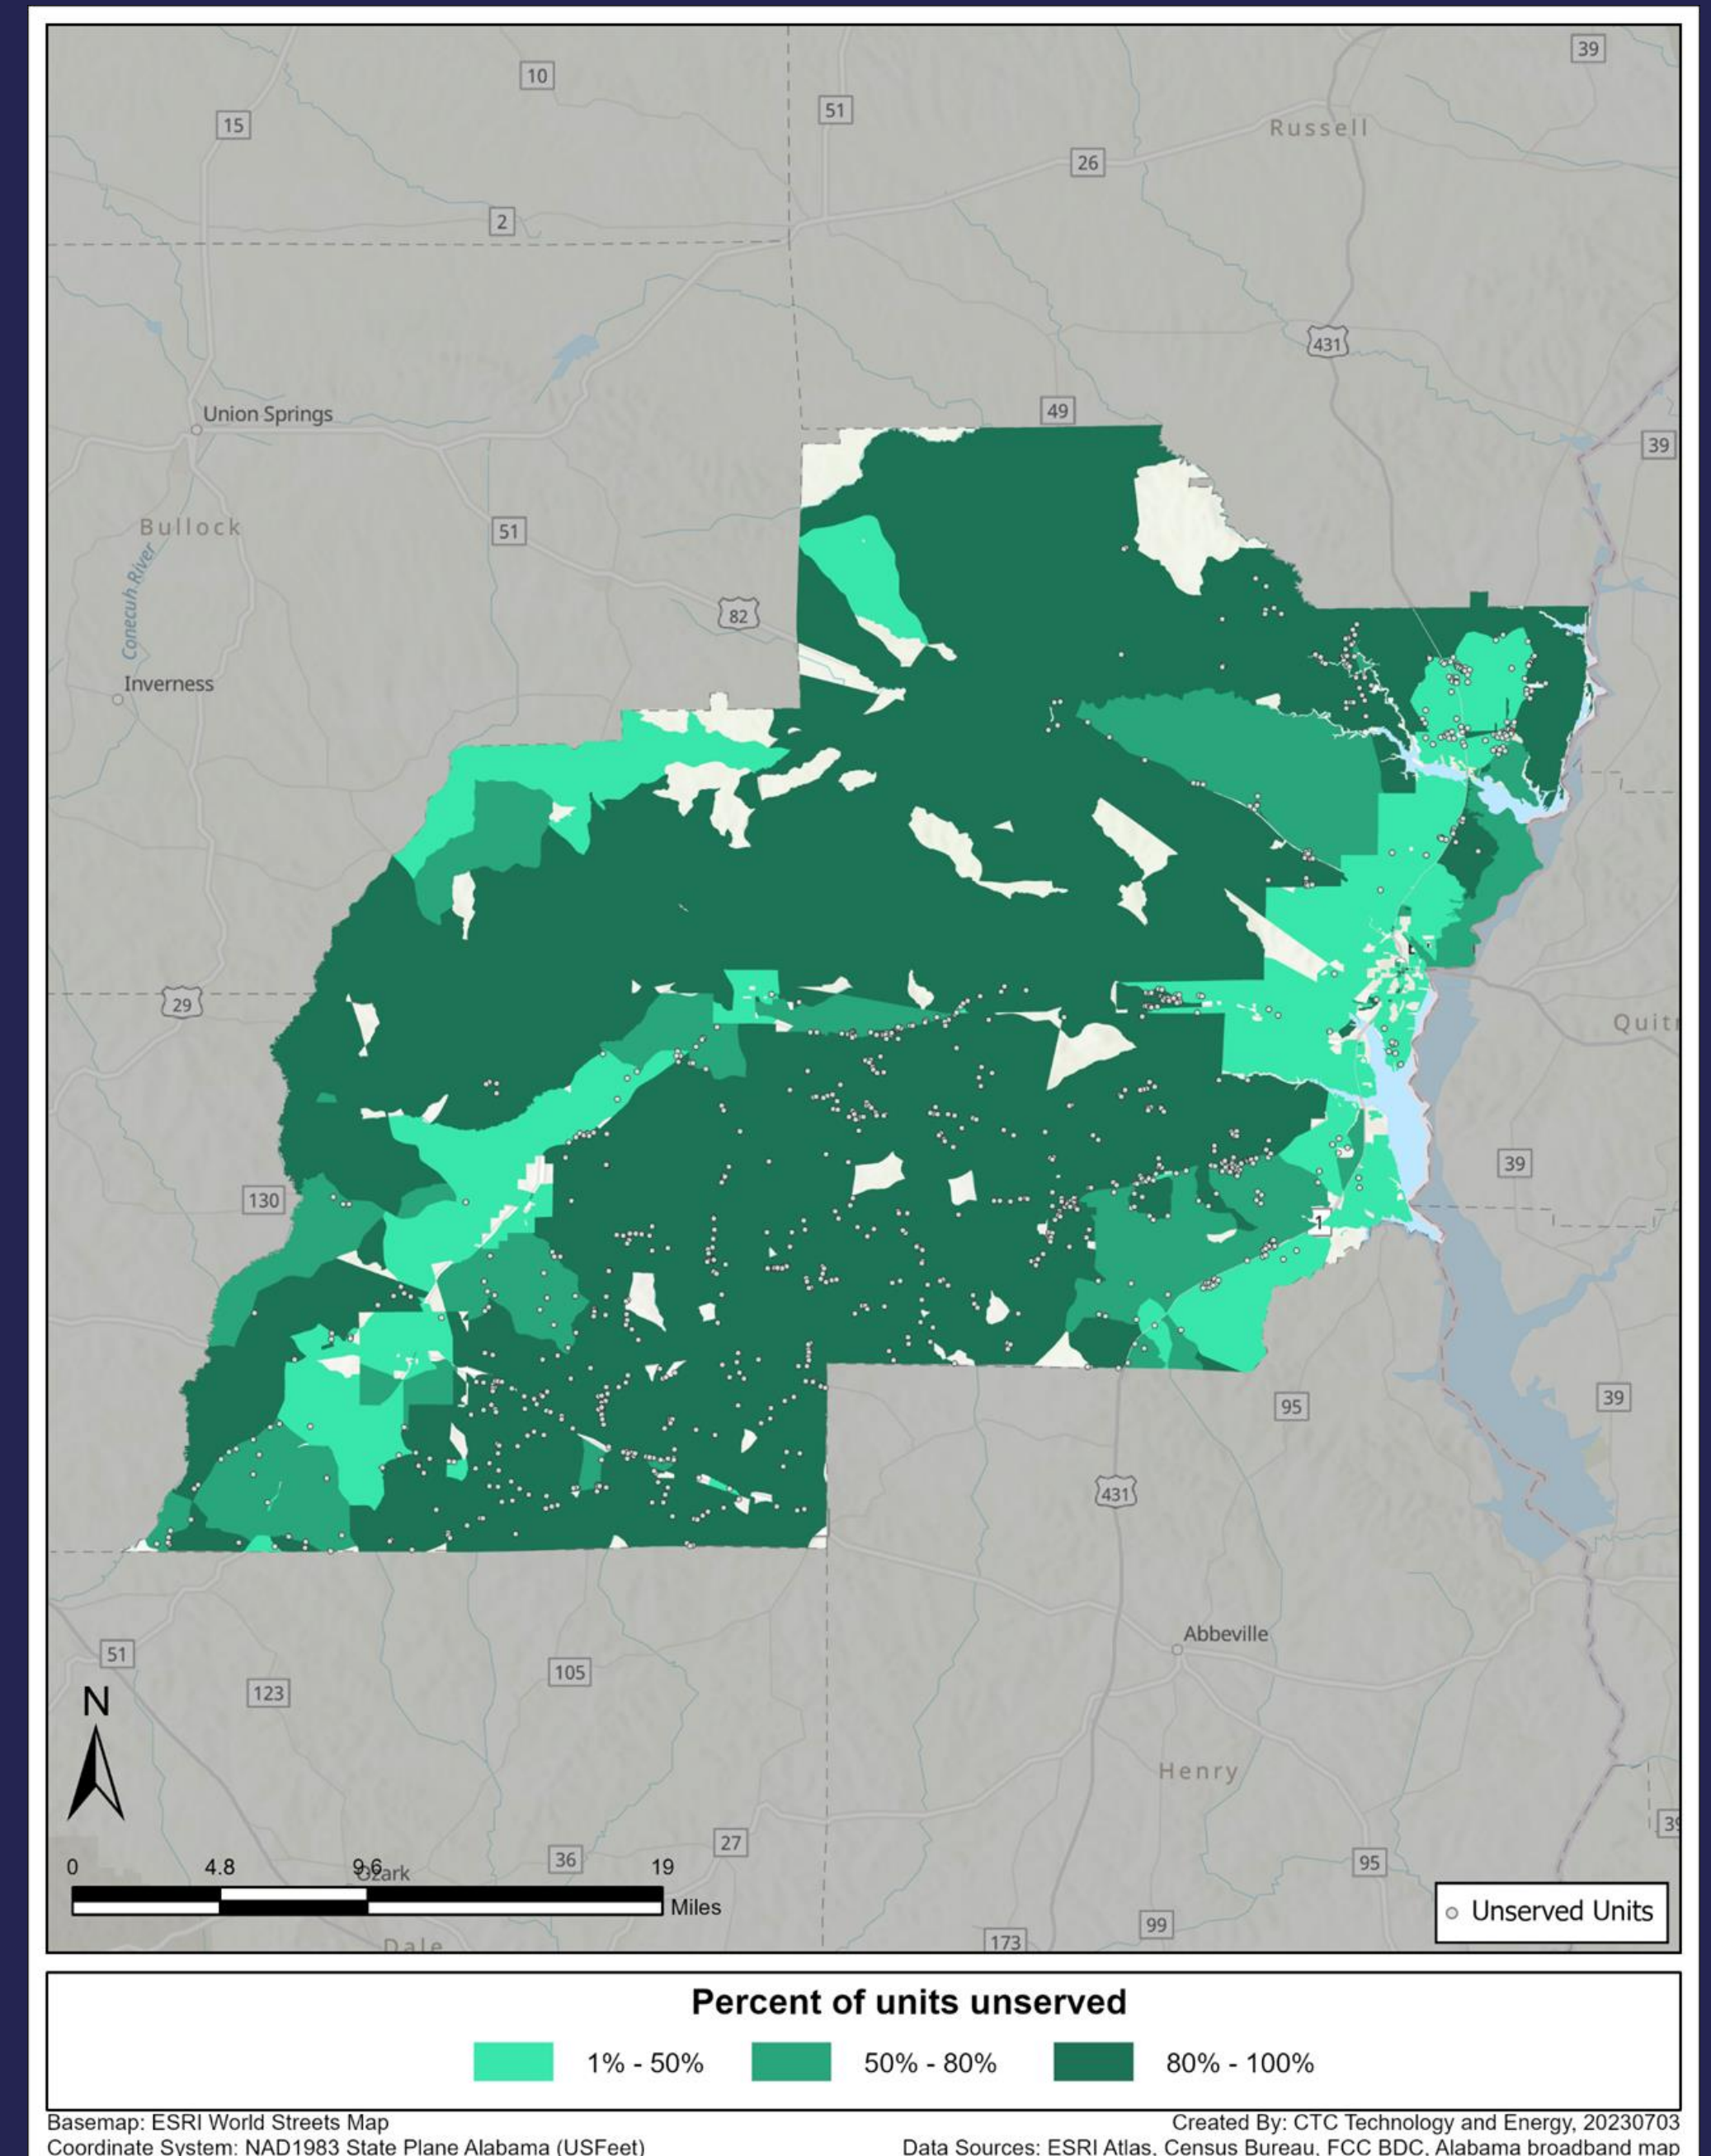 39
10
51
15
Russell
26
2
431
49
Union Springs
39
Bullock
51
Conecuh River
82
Inverness
29
39
130
1
39
95
431
Abbeville
51
105
123
Henry
27
36
95
0 4.8 9.6 19
Miles
99
173
N
Unserved Units
Percent of units unserved
1% - 50% 50% - 80% 80% - 100%
Basemap: ESRI World Streets Map
Created By: CTC Technology and Energy, 20230703
Coordinate System: NAD1983 State Plane Alabama (USFeet)
Data Sources: ESRI Atlas, Census Bureau, FCC BDC, Alabama broadband map